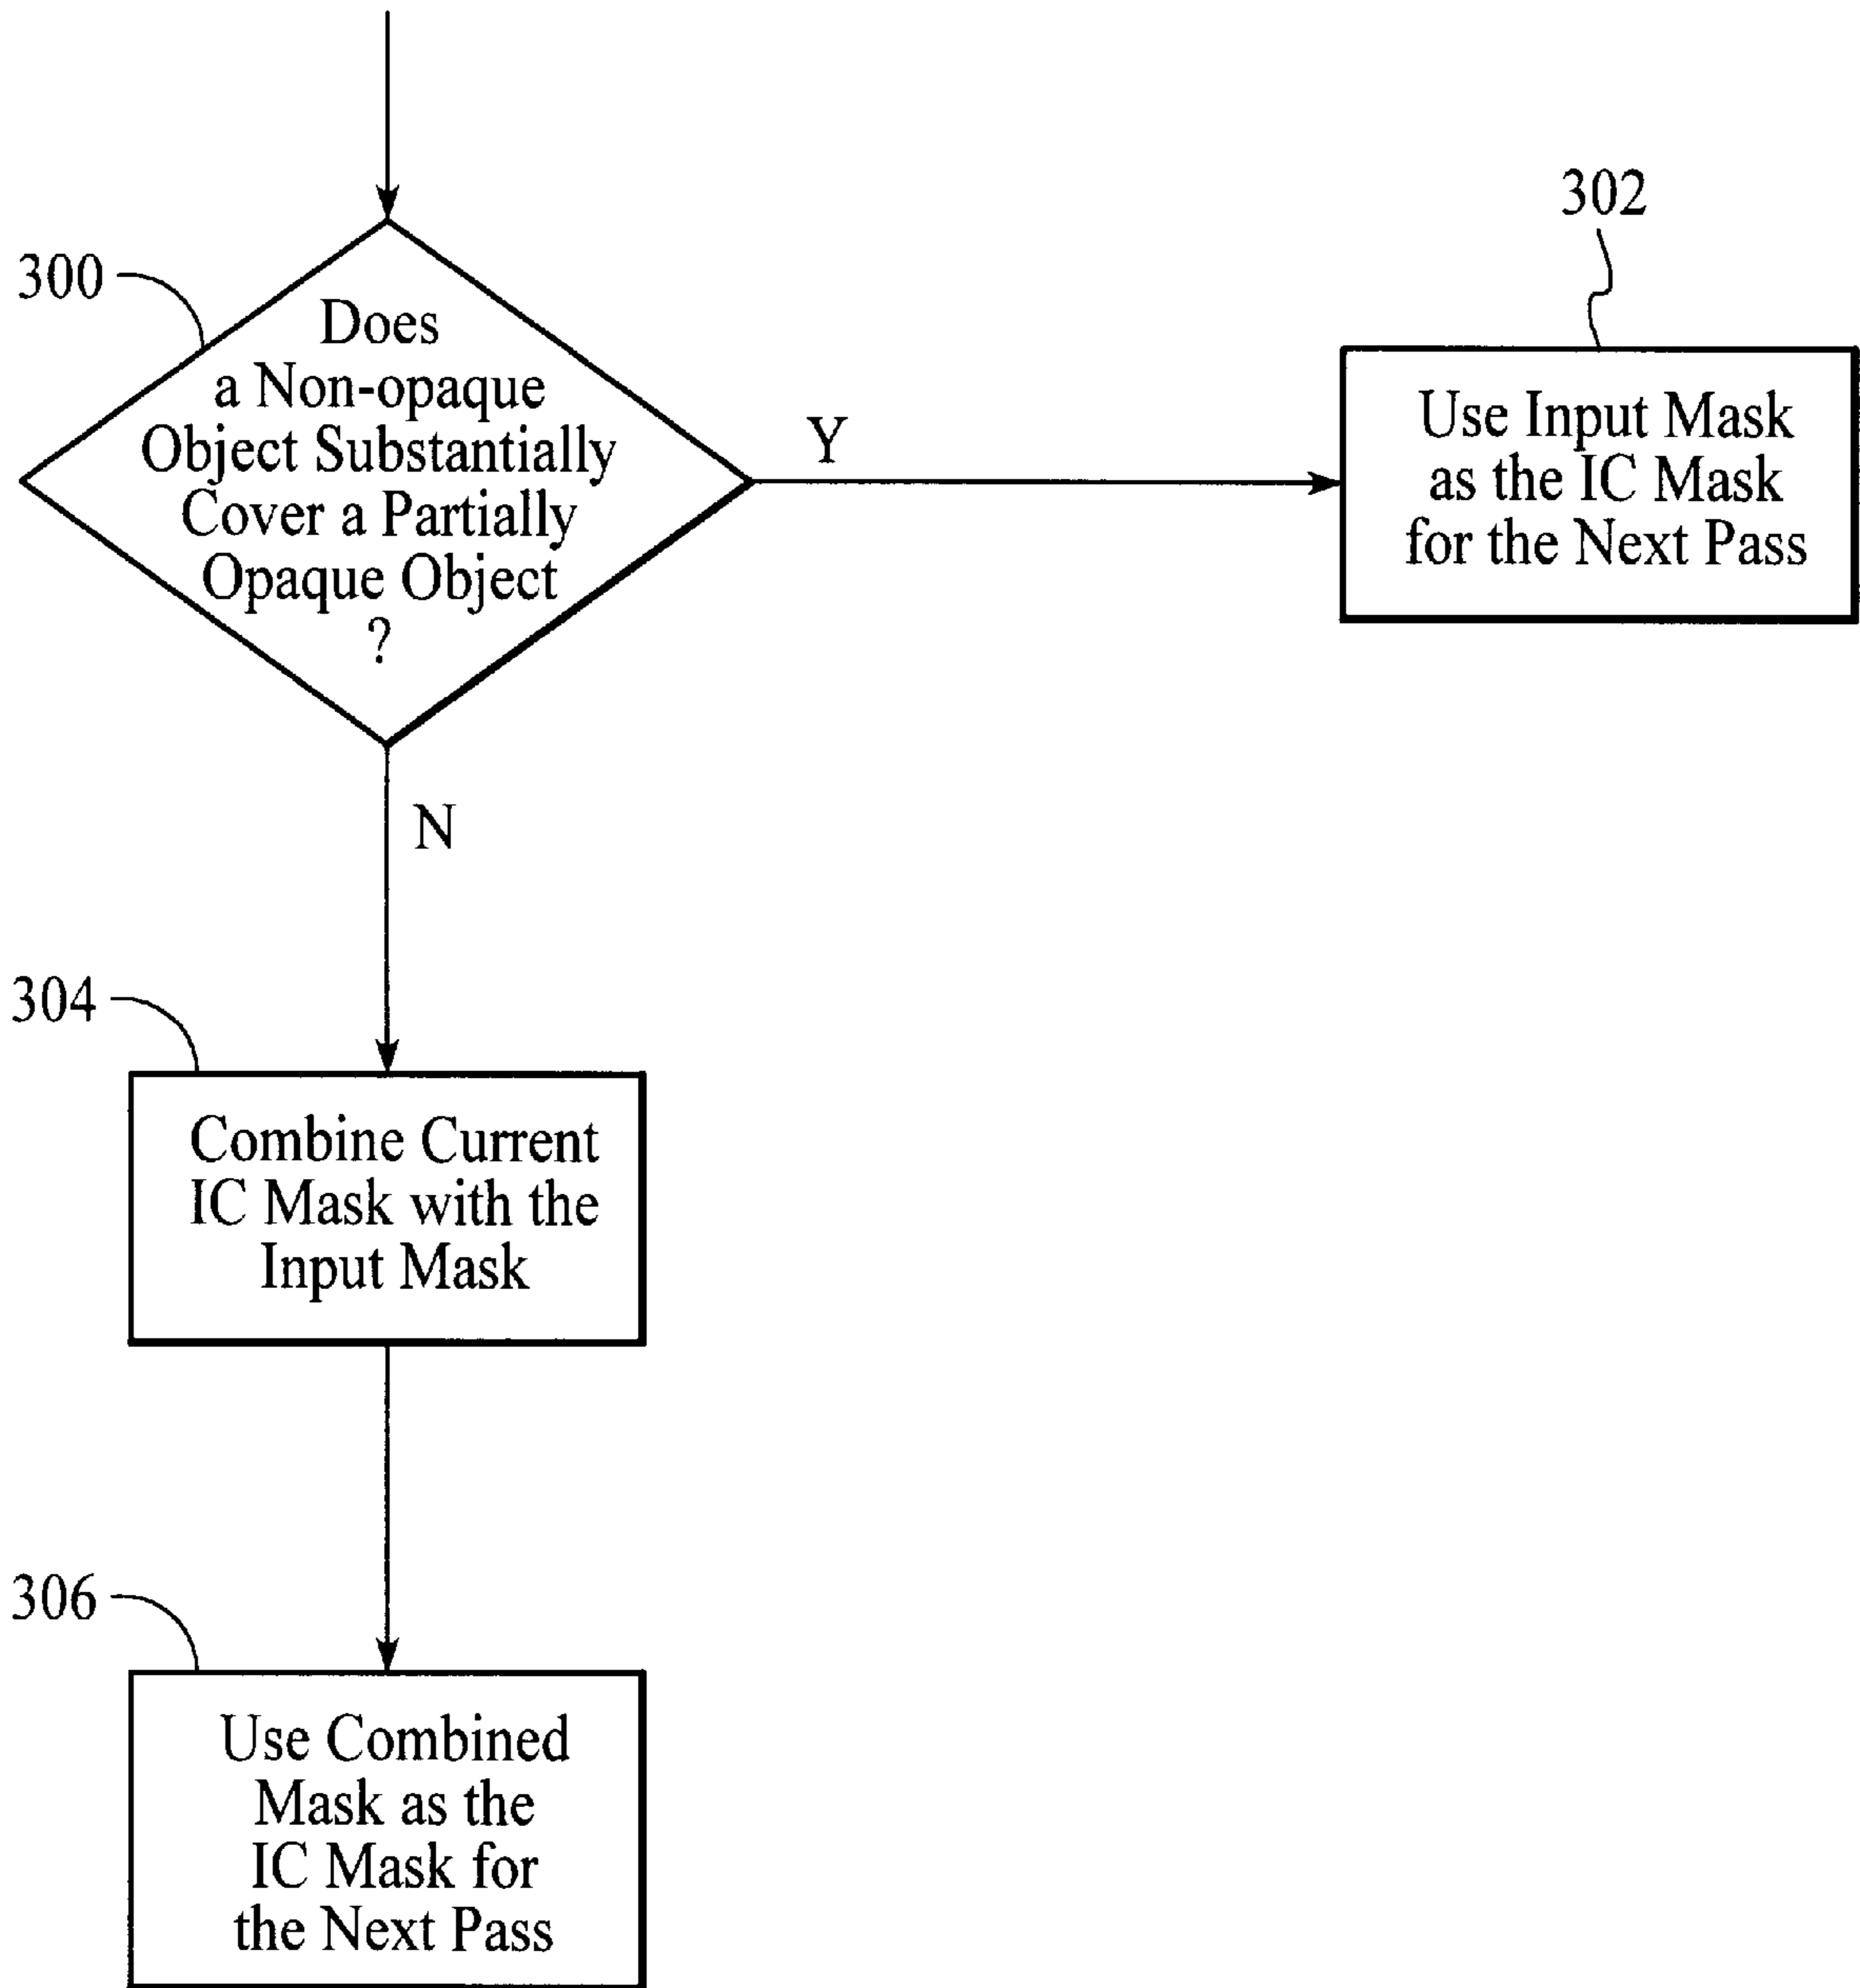 300
Does
a Non-opaque
Object Substantially
Cover a Partially
Opaque Object
?
Y
302
Use Input Mask
as the IC Mask
for the Next Pass
N
304
Combine Current
IC Mask with the
Input Mask
306
Use Combined
Mask as the
IC Mask for
the Next Pass